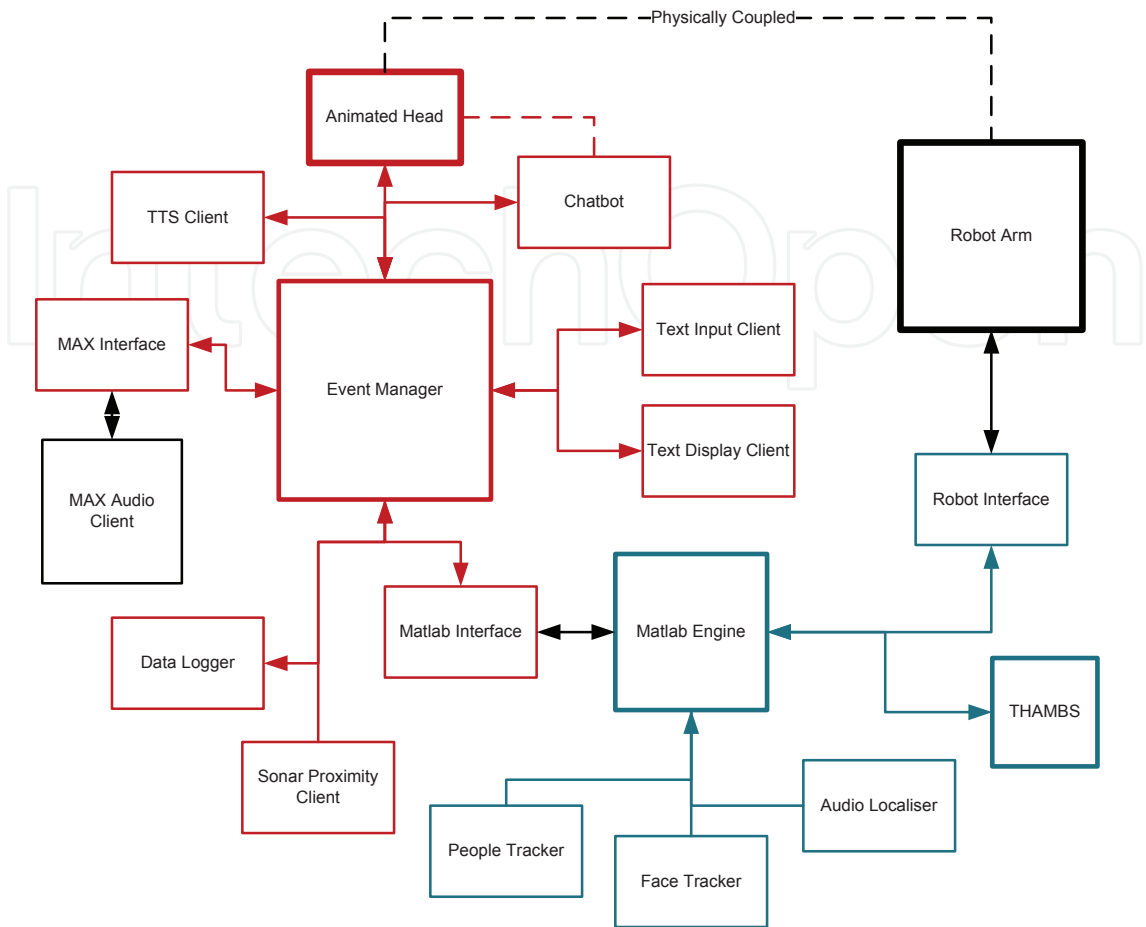 Physically Coupled
Animated Head
TTS Client
Chatbot
Robot Arm
MAX Interface
Event Manager
Text Input Client
Text Display Client
MAX Audio
Client
Robot Interface
Data Logger
Matlab Interface
Matlab Engine
THAMBS
Sonar Proximity
Client
People Tracker
Face Tracker
Audio Localiser
IntechOpen